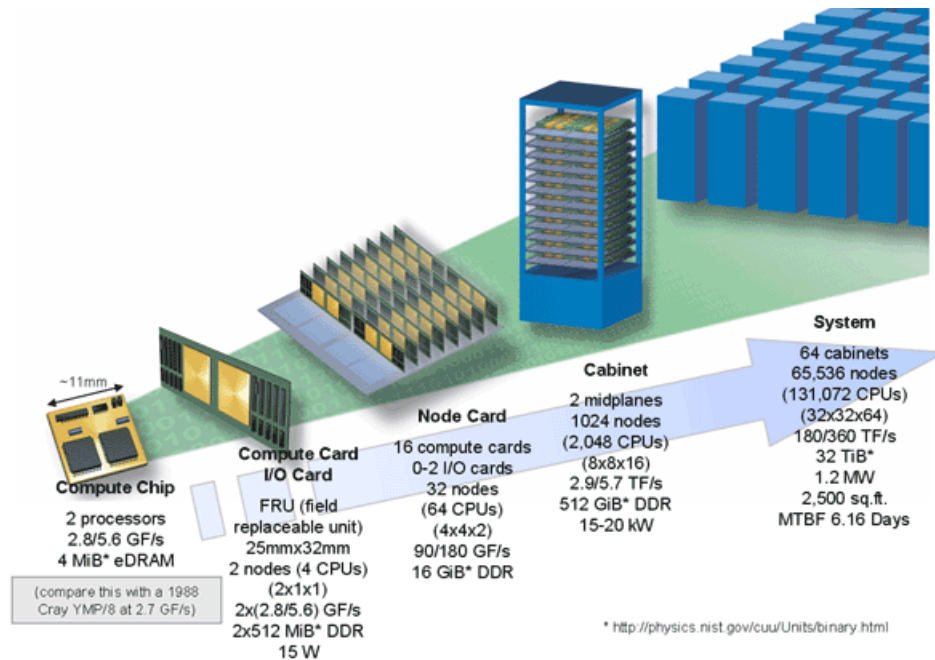 ~11mm
Compute Chip
2 processors
2.8/5.6 GF/s
4 MiB* eDRAM
(compare this with a 1988
Cray YMP/8 at 2.7 GF/s)
Compute Card
I/O Card
FRU (field
replaceable unit)
25mmx32mm
2 nodes (4 CPUs)
(2x1x1)
2x(2.8/5.6) GF/s
2x512 MiB* DDR
15 W
Node Card
16 compute cards
0-2 I/O cards
32 nodes
(64 CPUs)
(4x4x2)
90/180 GF/s
16 GiB* DDR
Cabinet
2 midplanes
1024 nodes
(2,048 CPUs)
(8x8x16)
2.9/5.7 TF/s
512 GiB* DDR
15-20 kW
System
64 cabinets
65,536 nodes
(131,072 CPUs)
(32x32x64)
180/360 TF/s
32 TiB*
1.2 MW
2,500 sq.ft.
MTBF 6.16 Days
* http://physics.nist.gov/cuu/Units/binary.html